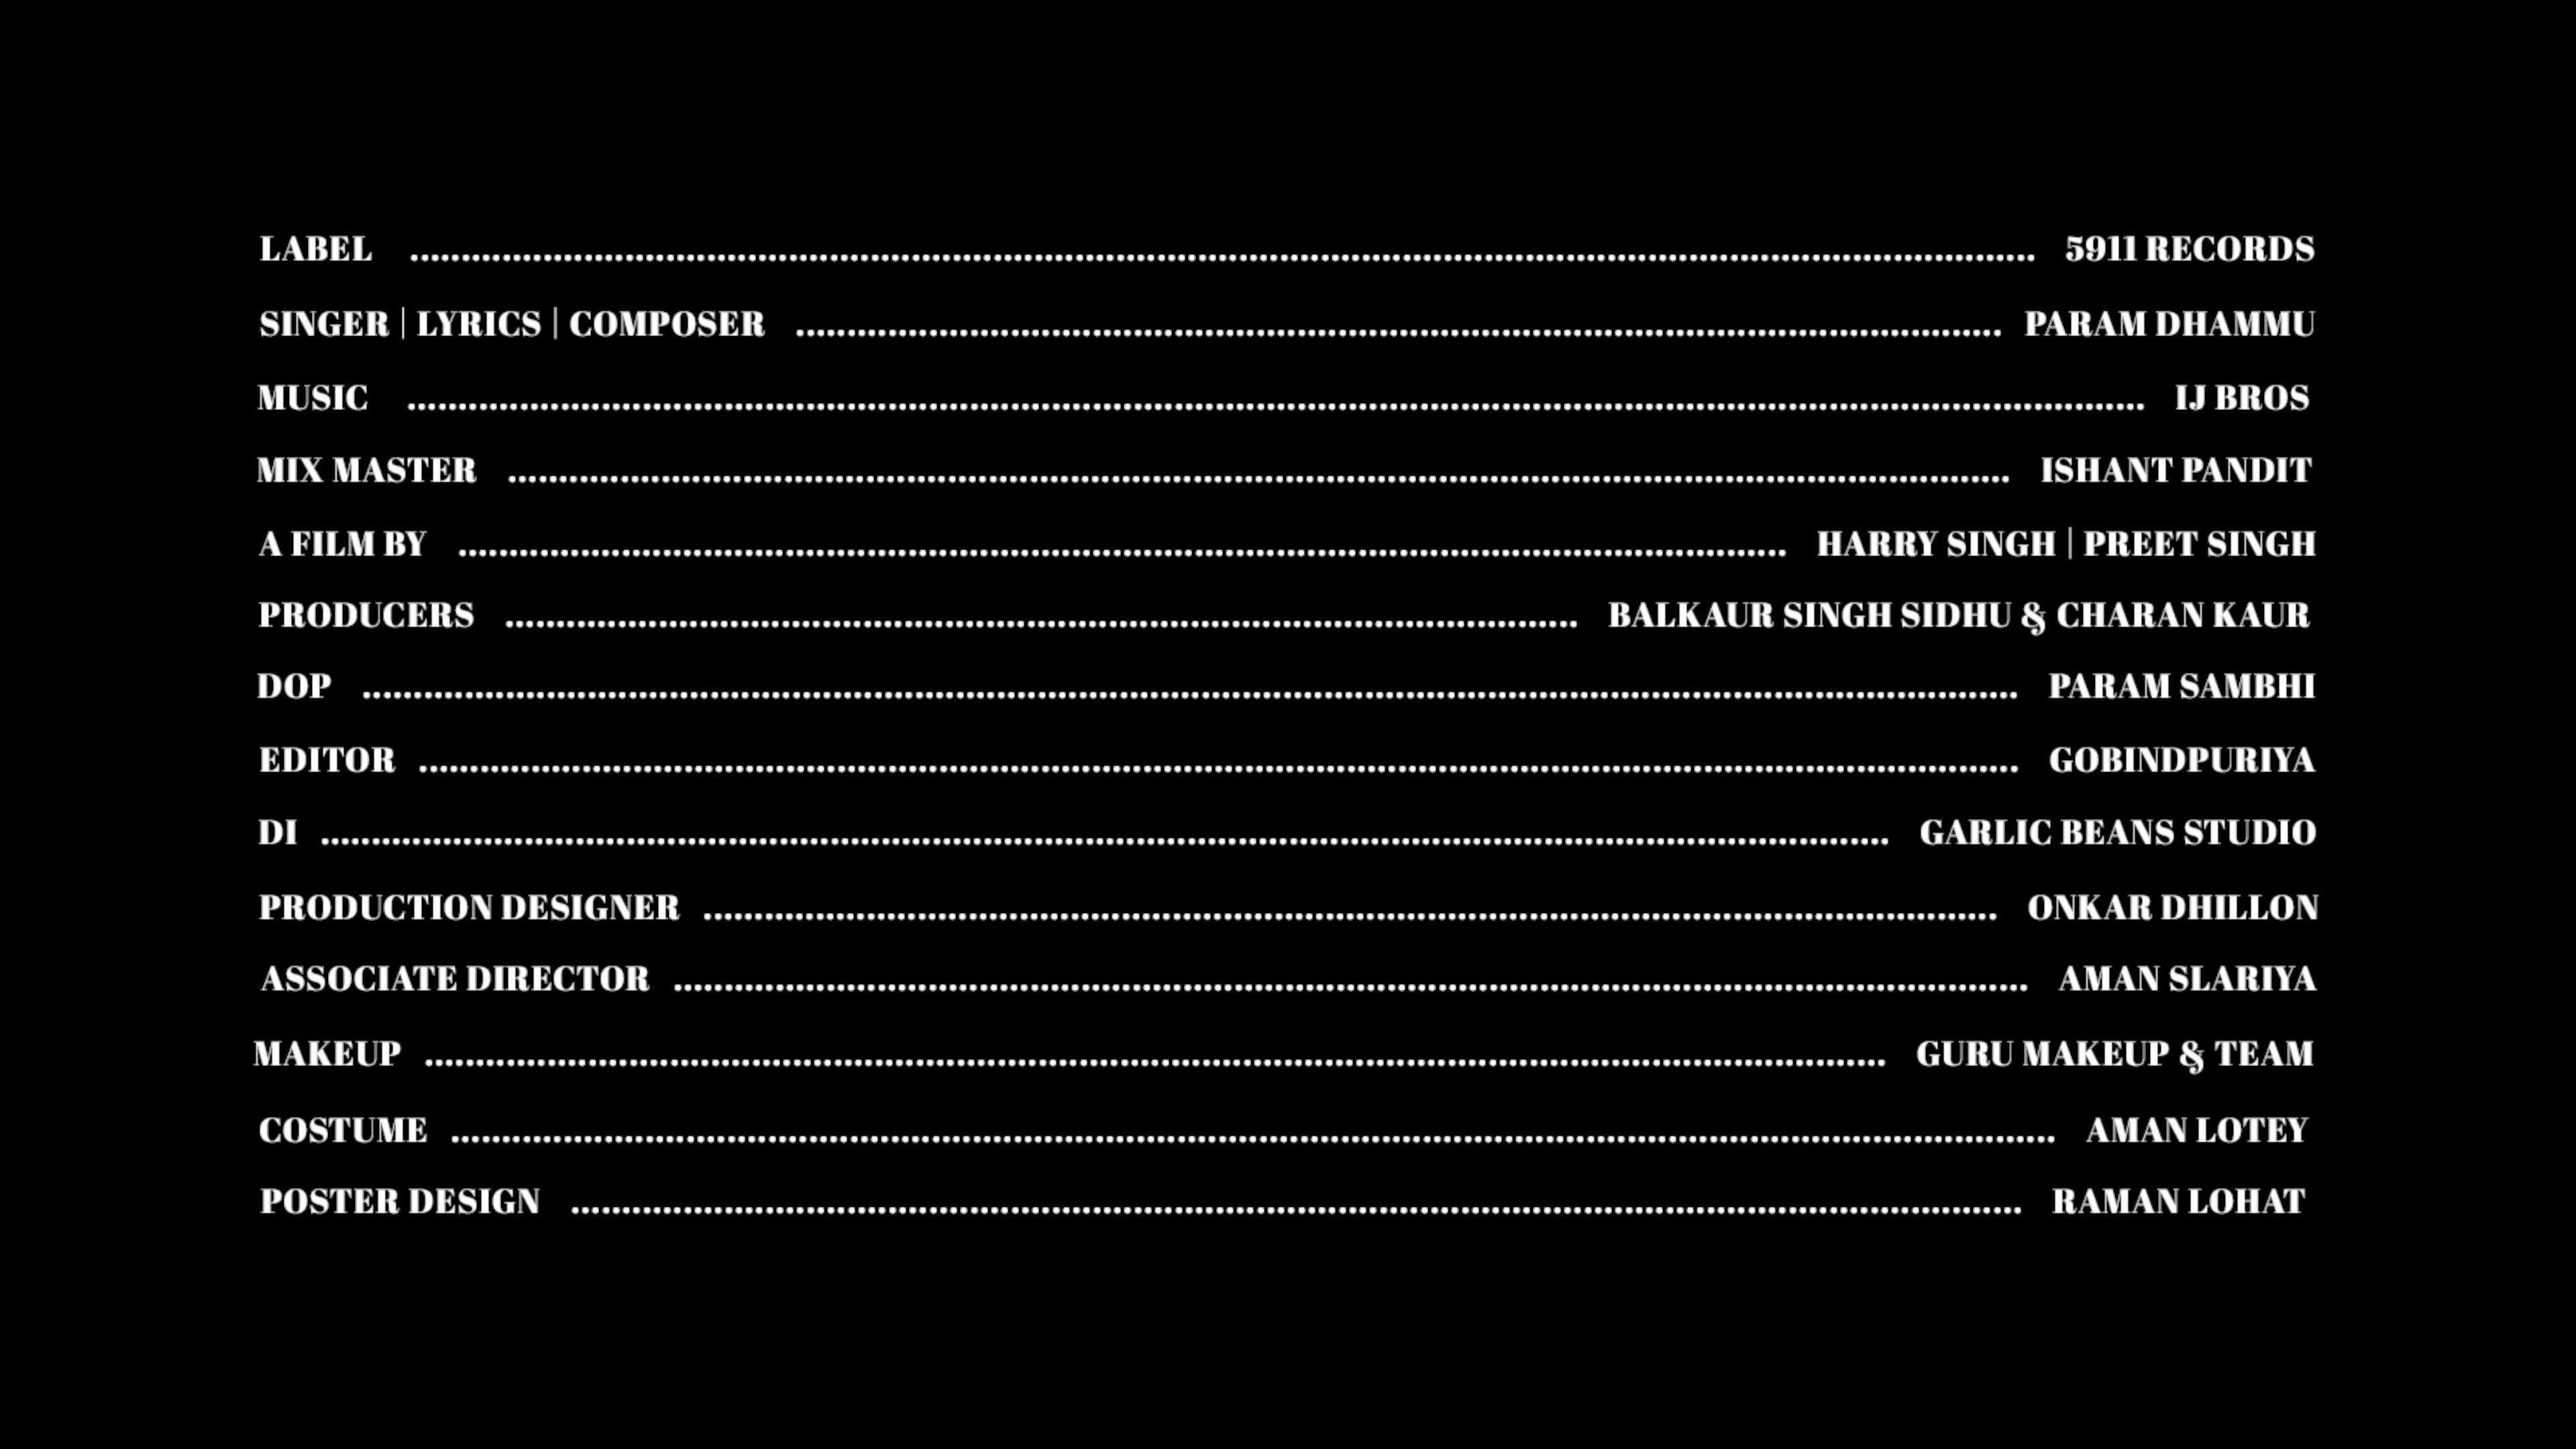 LABEL ........ 5911 RECORDS
SINGER | LYRICS | COMPOSER ........ PARAM DHAMMU
MUSIC ........ IJ BROS
MIX MASTER ........ ISHANT PANDIT
A FILM BY ........ HARRY SINGH | PREET SINGH
PRODUCERS ........ BALKAUR SINGH SIDHU & CHARAN KAUR
DOP ........ PARAM SAMBHI
EDITOR ........ GOBINDPURIYA
DI ........ GARLIC BEANS STUDIO
PRODUCTION DESIGNER ........ ONKAR DHILLON
ASSOCIATE DIRECTOR ........ AMAN SLARIYA
MAKEUP ........ GURU MAKEUP & TEAM
COSTUME ........ AMAN LOTEY
POSTER DESIGN ........ RAMAN LOHAT